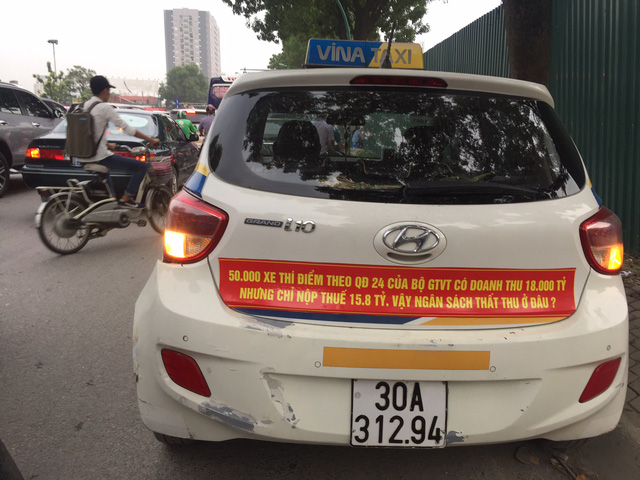 VINA TAXI
GRAND i10
50.000 XE THÍ ĐIỂM THEO QĐ 24 CỦA BỘ GTVT CÓ DOANH THU 18.000 TỶ
NHƯNG CHỈ NỘP THUẾ 15.8 TỶ. VẬY NGÂN SÁCH THẤT THU Ở ĐÂU ?
30A
312.94